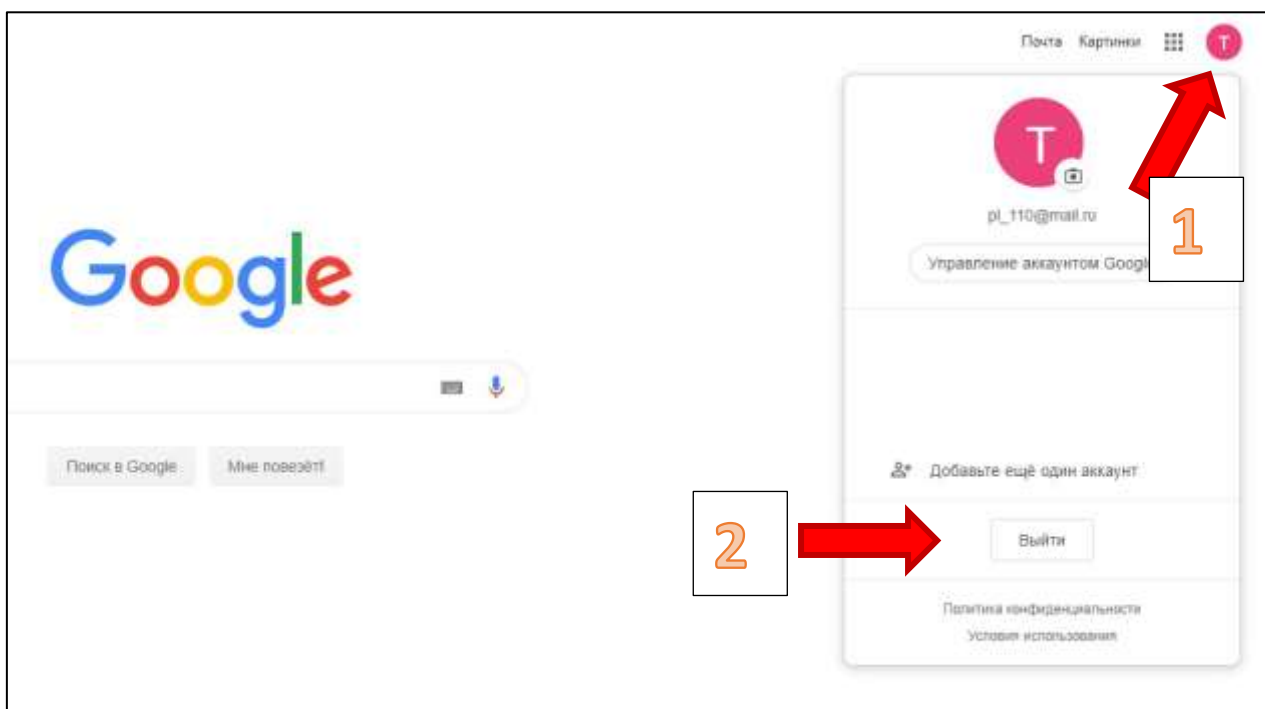 Почта Картинки T
T
pl_110@mail.ru
1
Управление аккаунтом Googl
Google
Поиск в Google Мне повезёт!
Добавьте ещё один аккаунт
2
Выйти
Политика конфиденциальности
Условия использования